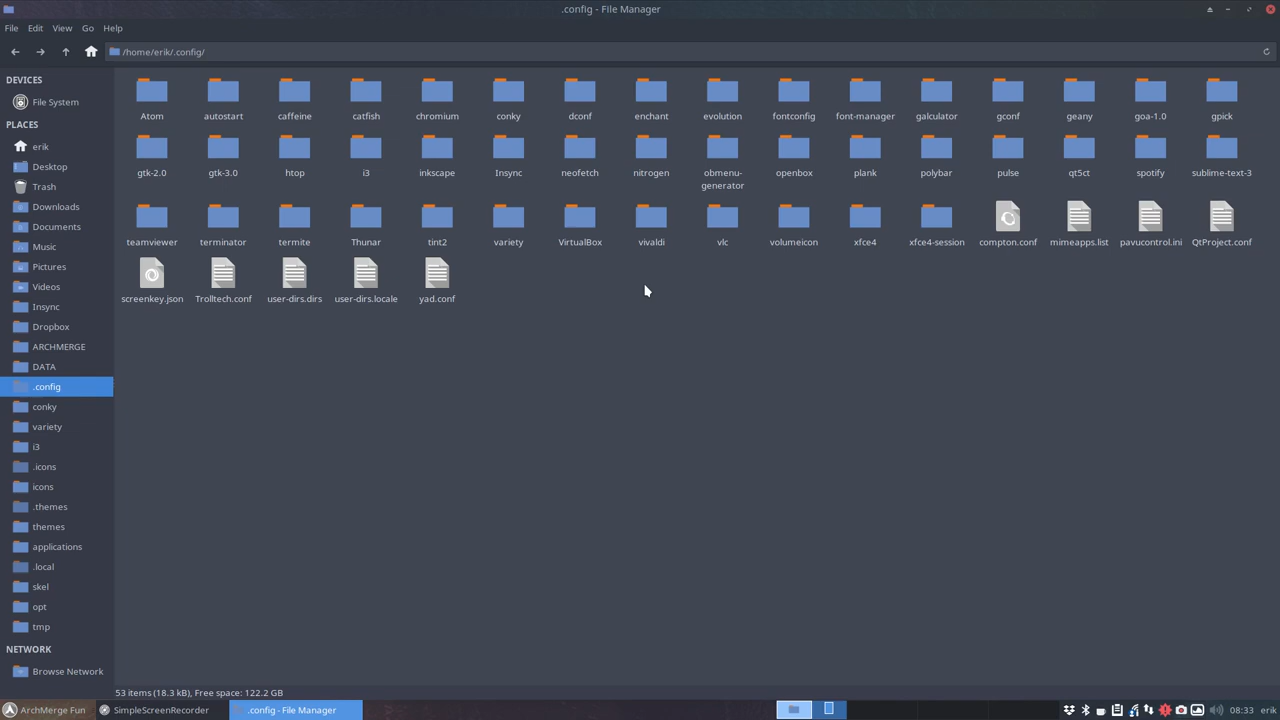 .config - File Manager
File Edit View Go Help
/home/erik/.config/
DEVICES
File System
PLACES
erik
Desktop
Trash
Downloads
Documents
Music
Pictures
Videos
Insync
Dropbox
ARCHMERGE
DATA
.config
conky
variety
i3
.icons
icons
.themes
themes
applications
.local
skel
opt
tmp
NETWORK
Browse Network
Atom autostart caffeine catfish chromium conky dconf enchant evolution fontconfig font-manager galculator gconf geany goa-1.0 gpick
gtk-2.0 gtk-3.0 htop i3 inkscape Insync neofetch nitrogen obmenu-generator openbox plank polybar pulse qt5ct spotify sublime-text-3
teamviewer terminator termite Thunar tint2 variety VirtualBox vivaldi vlc volumeicon xfce4 xfce4-session compton.conf mimeapps.list pavucontrol.ini QtProject.conf
screenkey.json Trolltech.conf user-dirs.dirs user-dirs.locale yad.conf
53 items (18.3 kB), Free space: 122.2 GB
ArchMerge Fun SimpleScreenRecorder .config - File Manager 08:33 erik